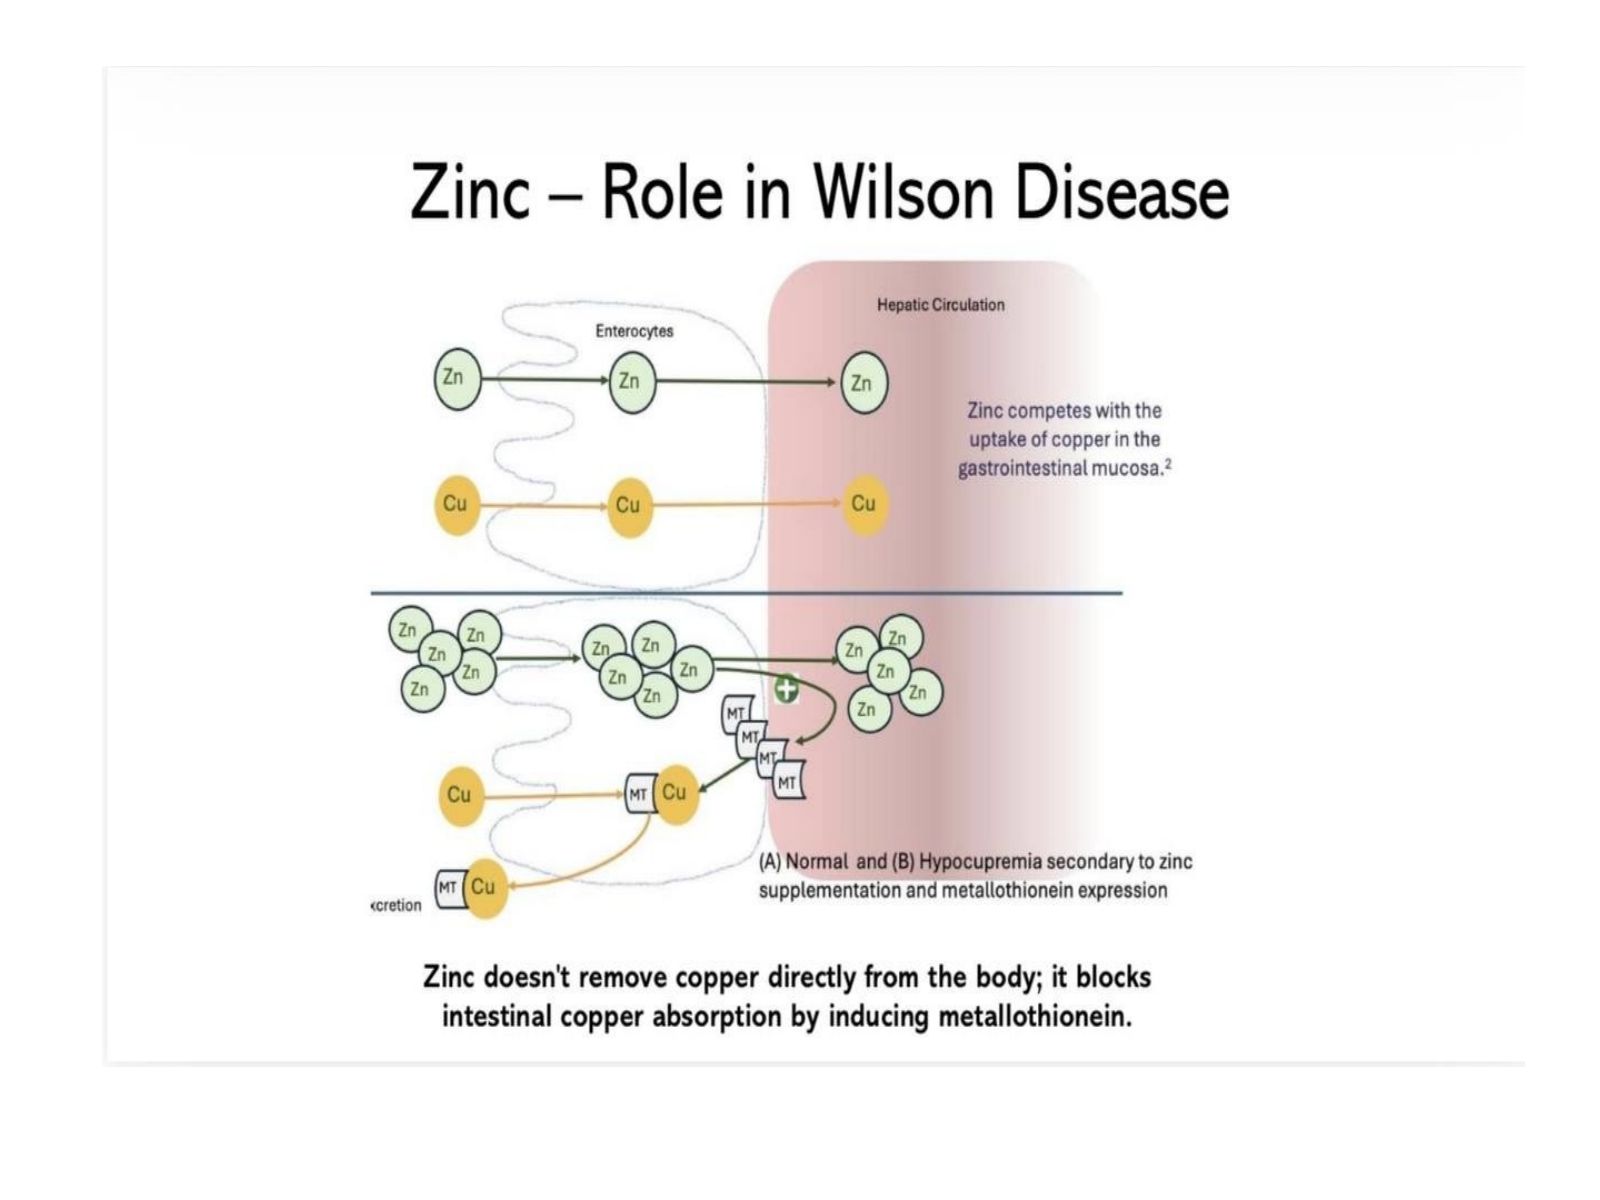 Zinc – Role in Wilson Disease
Hepatic Circulation
Enterocytes
Zn Zn Zn
Zinc competes with the
uptake of copper in the
gastrointestinal mucosa.²
Cu Cu Cu
Zn Zn Zn Zn Zn
Zn Zn Zn Zn Zn
Zn Zn Zn Zn Zn
MT
MT
MT
MT
Cu MT Cu
MT Cu
xcretion
(A) Normal and (B) Hypocupremia secondary to zinc
supplementation and metallothionein expression
Zinc doesn't remove copper directly from the body; it blocks
intestinal copper absorption by inducing metallothionein.